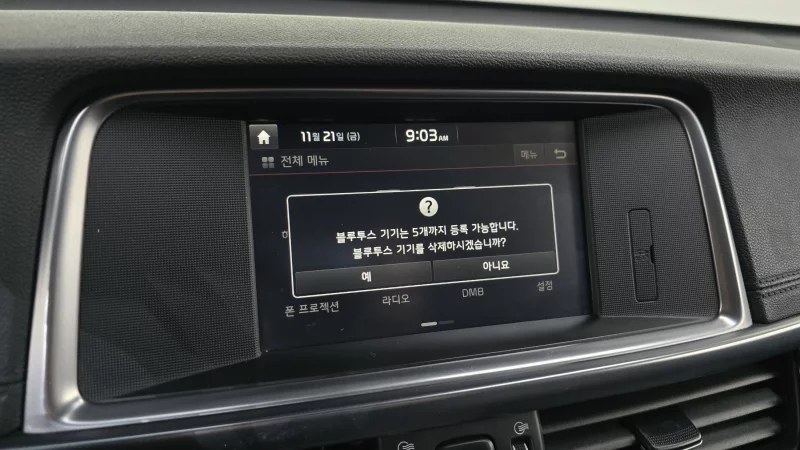 11월 21일 (금) 9:03 AM
전체 메뉴 메뉴
?
블루투스 기기는 5개까지 등록 가능합니다.
블루투스 기기를 삭제하시겠습니까?
예 아니요
폰 프로젝션 라디오 DMB 설정